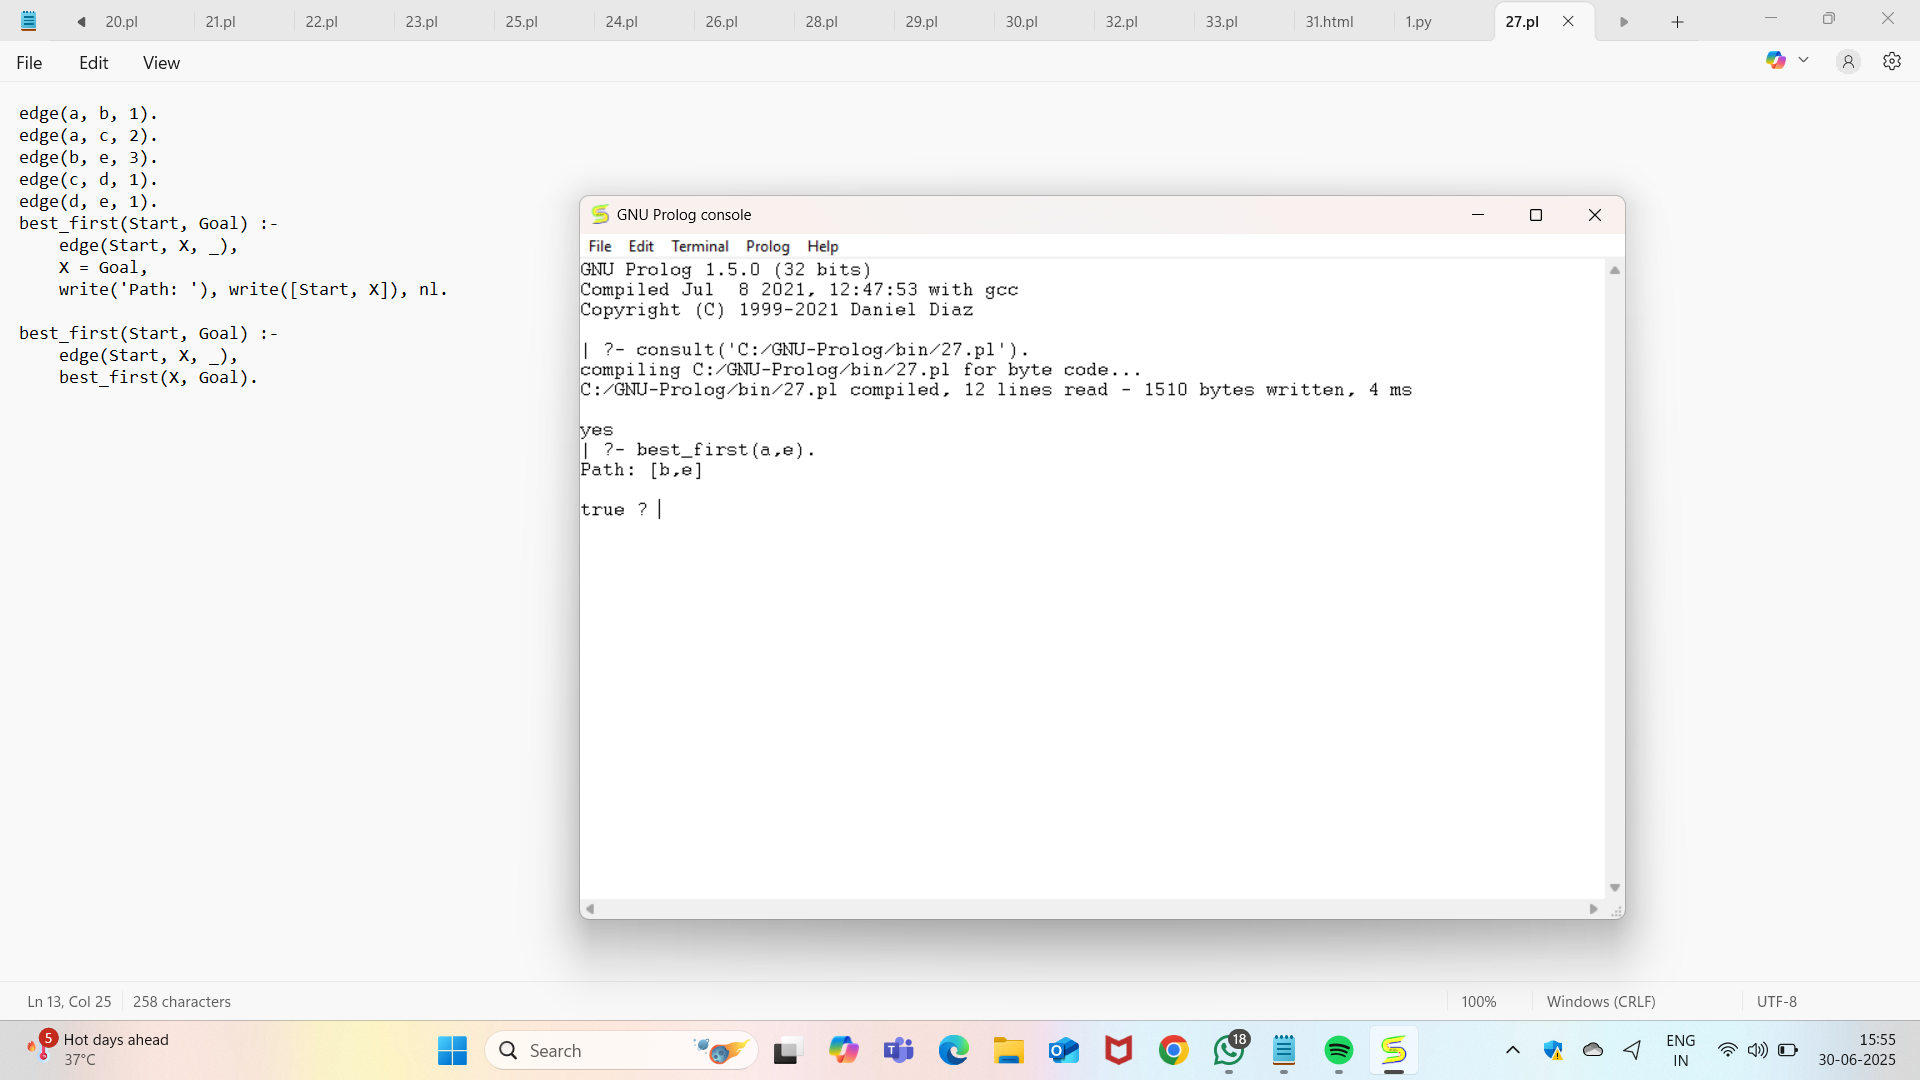 20.pl 21.pl 22.pl 23.pl 25.pl 24.pl 26.pl 28.pl 29.pl 30.pl 32.pl 33.pl 31.html 1.py 27.pl
File Edit View
edge(a, b, 1).
edge(a, c, 2).
edge(b, e, 3).
edge(c, d, 1).
edge(d, e, 1).
best_first(Start, Goal) :-
    edge(Start, X, _),
    X = Goal,
    write('Path: '), write([Start, X]), nl.
best_first(Start, Goal) :-
    edge(Start, X, _),
    best_first(X, Goal).
GNU Prolog console
File Edit Terminal Prolog Help
GNU Prolog 1.5.0 (32 bits)
Compiled Jul  8 2021, 12:47:53 with gcc
Copyright (C) 1999-2021 Daniel Diaz
| ?- consult('C:/GNU-Prolog/bin/27.pl').
compiling C:/GNU-Prolog/bin/27.pl for byte code...
C:/GNU-Prolog/bin/27.pl compiled, 12 lines read - 1510 bytes written, 4 ms
yes
| ?- best_first(a,e).
Path: [b,e]
true ?
Ln 13, Col 25 258 characters 100% Windows (CRLF) UTF-8
5 Hot days ahead
37°C
Search
18
ENG
IN
15:55
30-06-2025